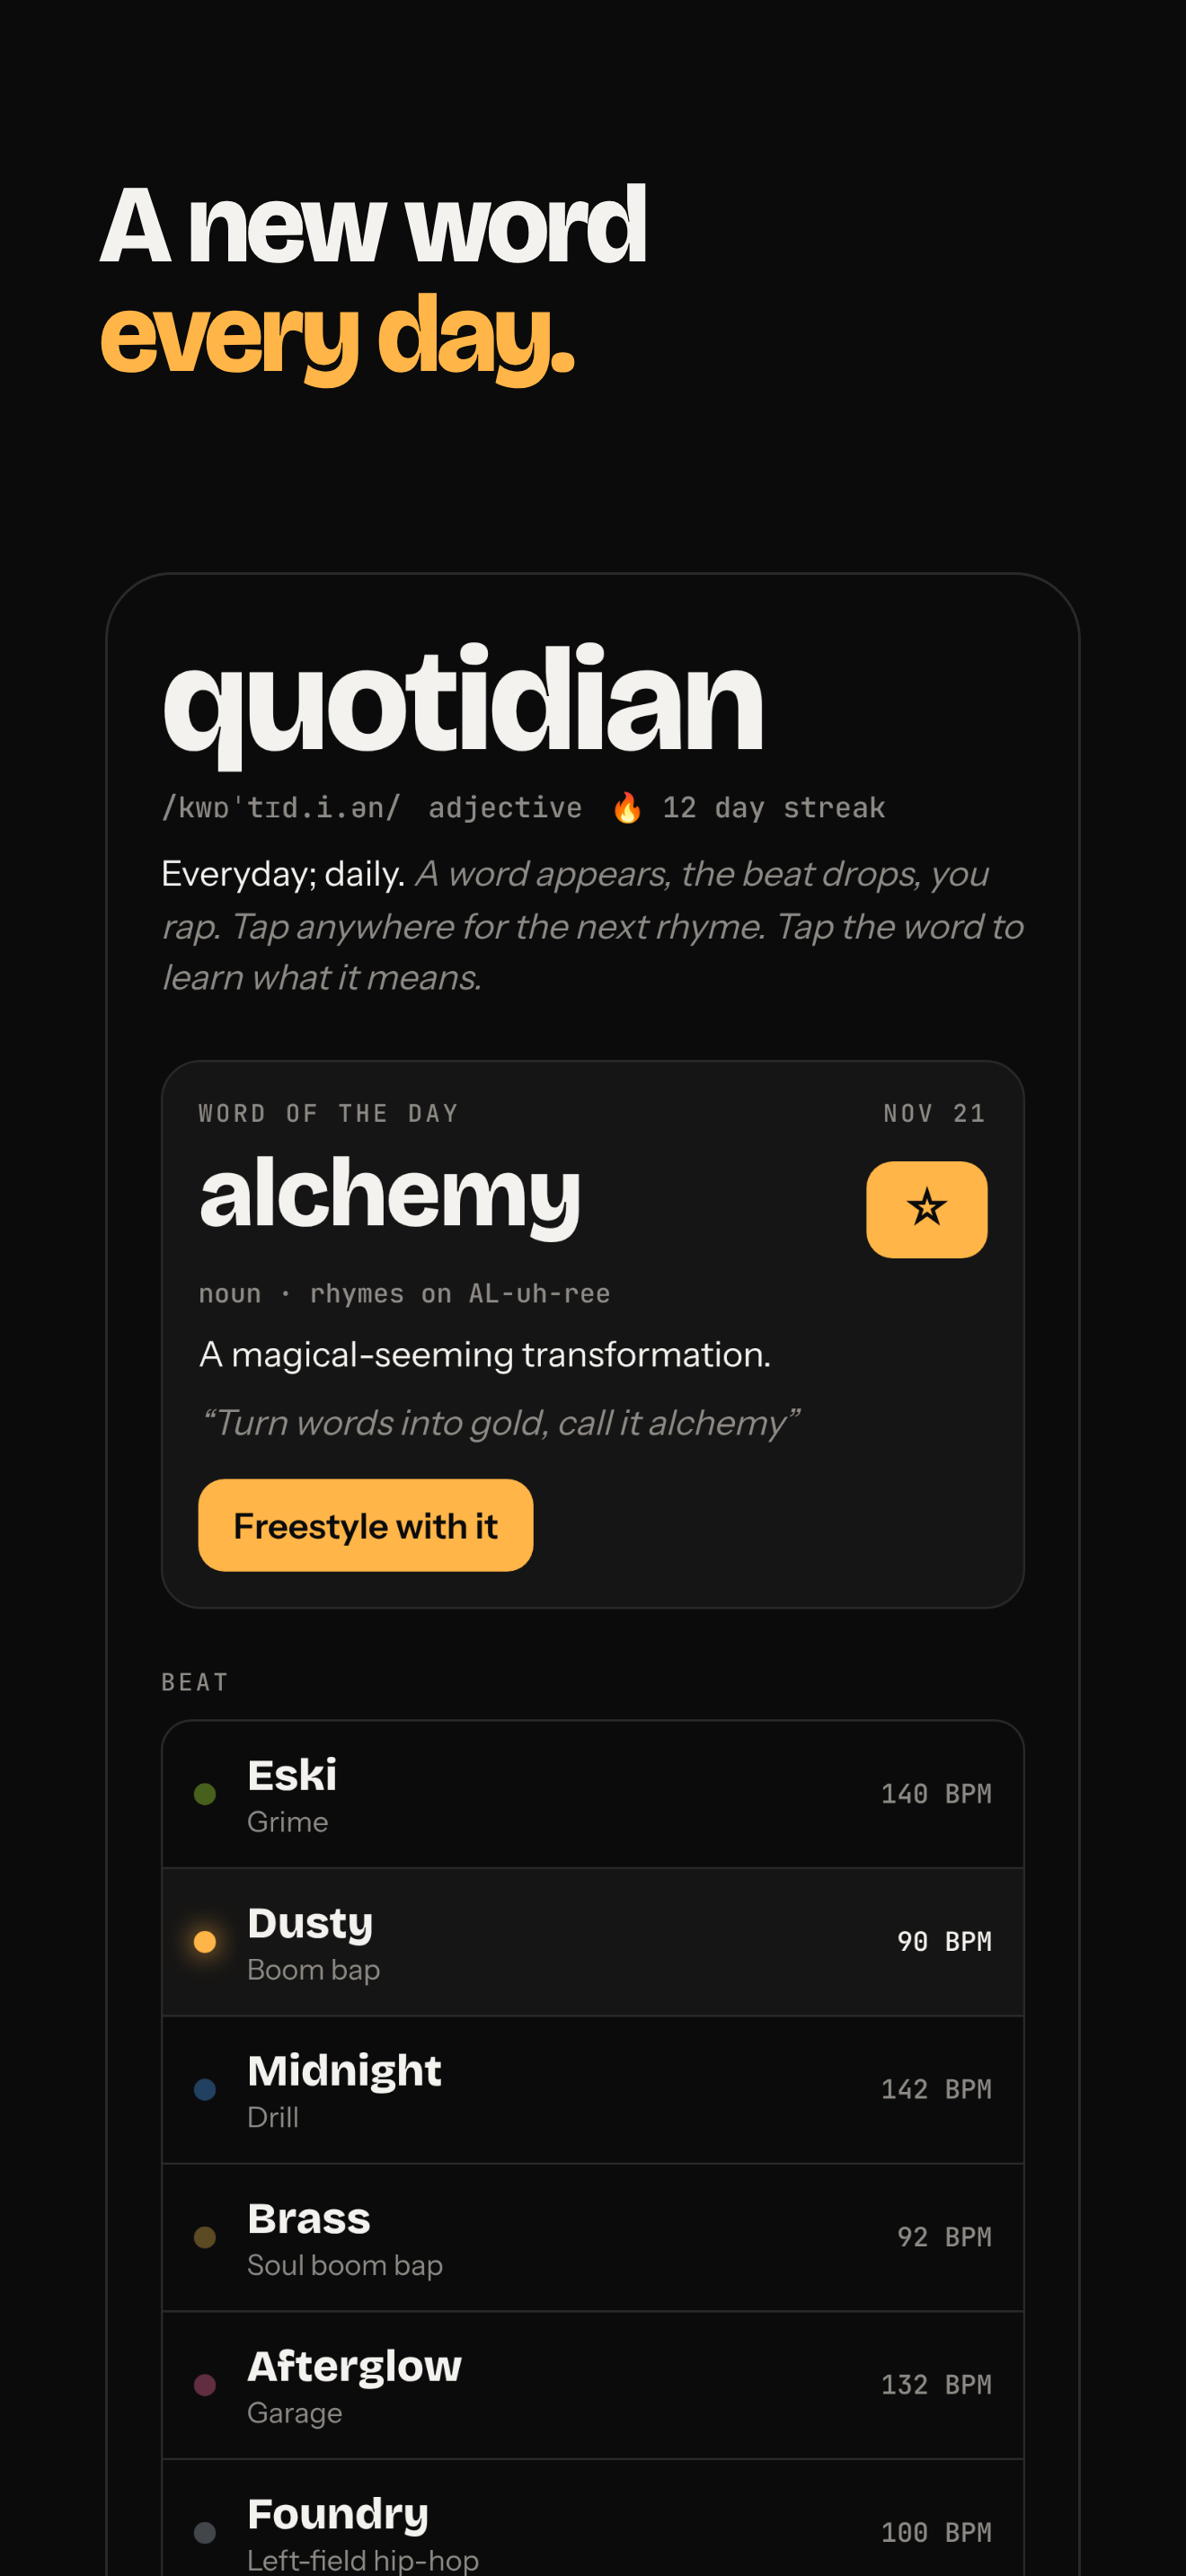 A new word
every day.
quotidian
/kwɒˈtɪd.i.ən/ adjective 🔥 12 day streak
Everyday; daily. A word appears, the beat drops, you
rap. Tap anywhere for the next rhyme. Tap the word to
learn what it means.
WORD OF THE DAY NOV 21
alchemy
noun · rhymes on AL-uh-ree
A magical-seeming transformation.
“Turn words into gold, call it alchemy”
Freestyle with it
BEAT
Eski
Grime
140 BPM
Dusty
Boom bap
90 BPM
Midnight
Drill
142 BPM
Brass
Soul boom bap
92 BPM
Afterglow
Garage
132 BPM
Foundry
Left-field hip-hop
100 BPM